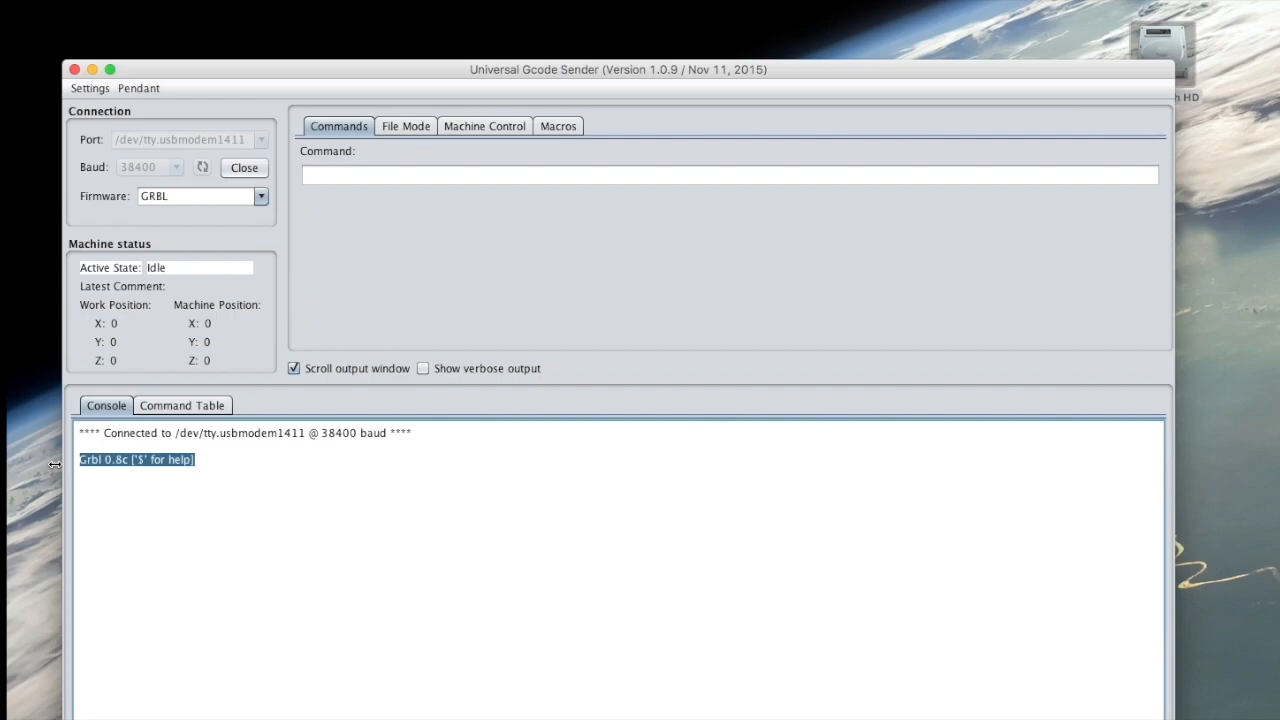 h HD
Universal Gcode Sender (Version 1.0.9 / Nov 11, 2015)
Settings Pendant
Connection
Port: /dev/tty.usbmodem1411
Baud: 38400 Close
Firmware: GRBL
Machine status
Active State: Idle
Latest Comment:
Work Position: Machine Position:
X: 0 X: 0
Y: 0 Y: 0
Z: 0 Z: 0
Commands File Mode Machine Control Macros
Command:
Scroll output window Show verbose output
Console Command Table
**** Connected to /dev/tty.usbmodem1411 @ 38400 baud ****
Grbl 0.8c ['$' for help]